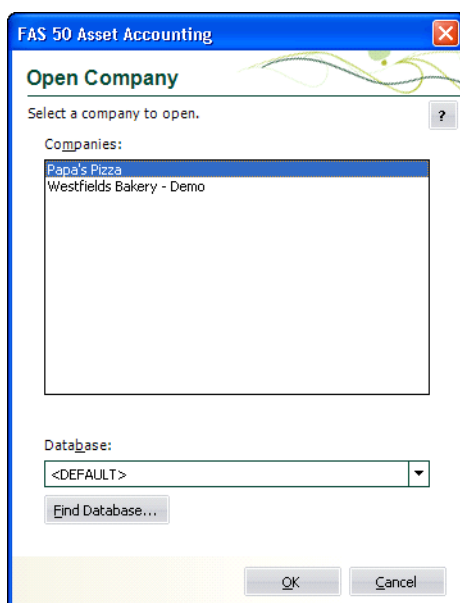 FAS 50 Asset Accounting
Open Company
Select a company to open.
?
Companies:
Papa's Pizza
Westfields Bakery - Demo
Database:
<DEFAULT>
Find Database...
OK Cancel